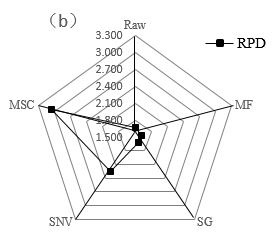 (b)
Raw
3.300
3.000
2.700
2.400
2.100
1.800
1.500
RPD
MSC
MF
SNV
SG